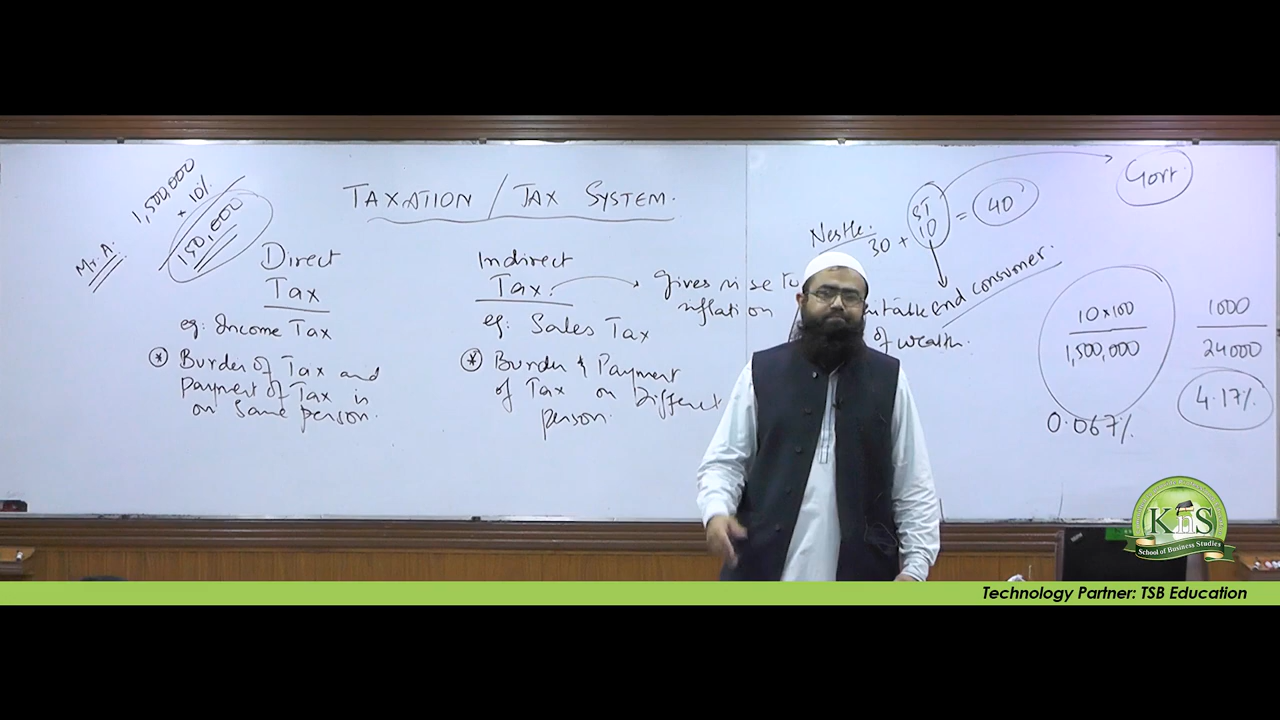 TAXATION / TAX SYSTEM.
1,500,000
* 10%
150,000
Mr. A.
Direct
Tax
eg: Income Tax
* Burden of Tax and
Payment of Tax is
on Same person.
Indirect
Tax.
eg: Sales Tax
* Burden & Payment
of Tax on Different
person.
Gives rise to
inflation
Nestle.
30 + ST 10 = 40
Govt
end consumer.
of wealth.
10 x 100
1,500,000
0.067%
1000
24000
4.17%
KnS
School of Business Studies
Technology Partner: TSB Education